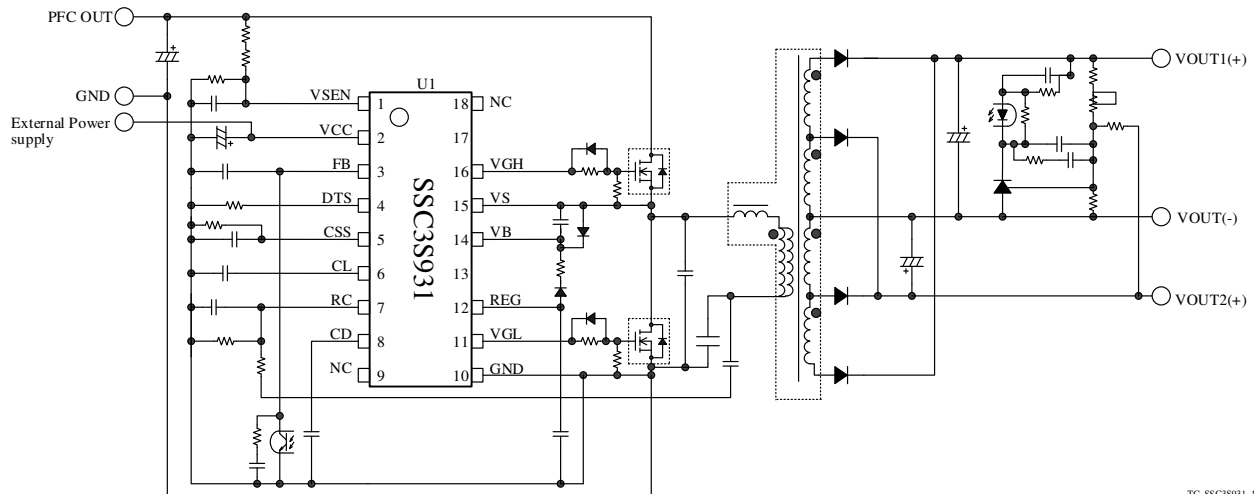 PFC OUT
GND
External Power
supply
U1
SSC3S931
VSEN
1
VCC
2
FB
3
DTS
4
CSS
5
CL
6
RC
7
CD
8
NC
9
18
NC
17
16
VGH
15
VS
14
VB
13
12
REG
11
VGL
10
GND
VOUT1(+)
VOUT(-)
VOUT2(+)